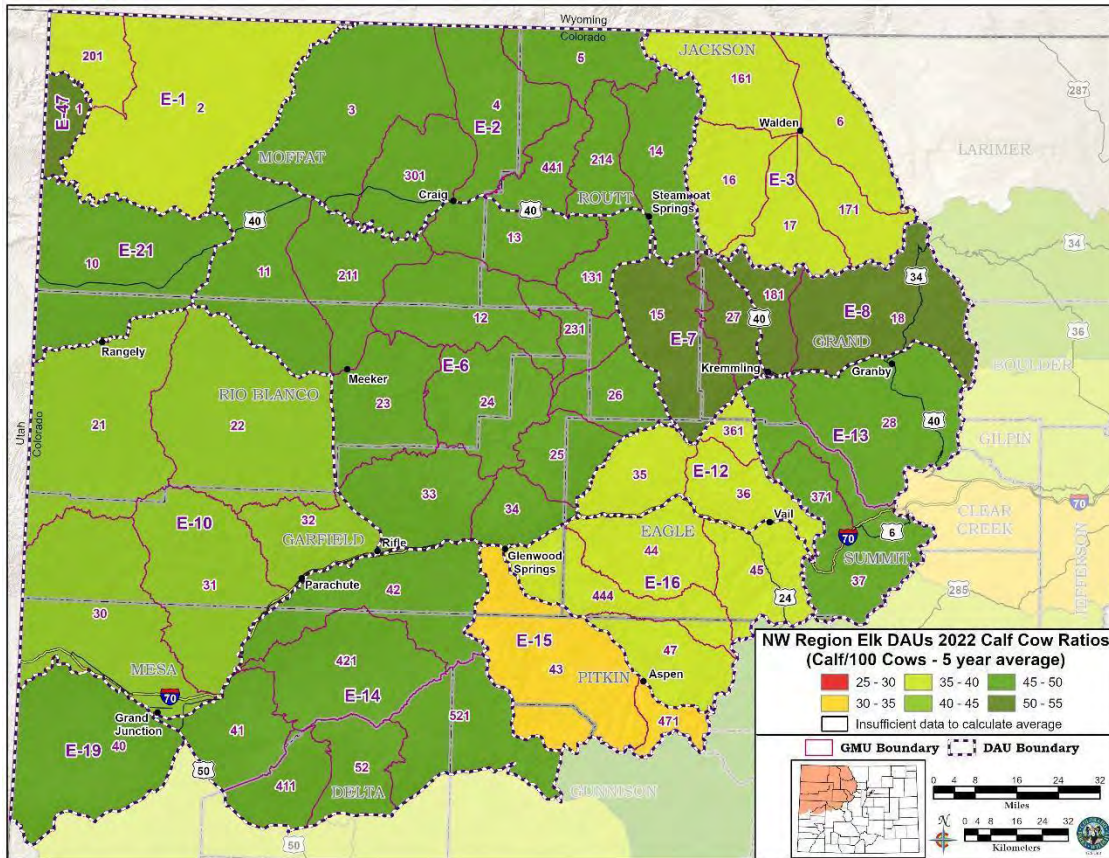 Wyoming
Colorado
JACKSON
5
201
161
287
E-1
2
E-47
1
3
4
E-2
6
Walden
LARIMER
MOFFAT
441
214
14
301
16
E-3
Craig
ROUTT
Steamboat
Springs
171
40
40
17
13
34
E-21
10
11
211
131
34
181
E-8
18
15
27
40
12
E-7
36
231
GRAND
Rangely
BOULDER
E-6
Kremmling
Granby
Meeker
RIO BLANCO
23
24
26
Utah
Colorado
21
22
28
E-13
40
361
GILPIN
25
35
E-12
33
36
371
70
34
Vail
CLEAR
CREEK
E-10
32
EAGLE
70
6
GARFIELD
Rifle
Glenwood
Springs
44
SUMMIT
JEFFERSON
Parachute
E-16
45
31
42
37
444
24
285
30
E-15
MESA
421
43
47
PITKIN
Aspen
70
E-14
Grand
Junction
471
E-19
40
41
521
50
52
411
DELTA
GUNNISON
50
NW Region Elk DAUs 2022 Calf Cow Ratios
(Calf/100 Cows - 5 year average)
25 - 30
35 - 40
45 - 50
30 - 35
40 - 45
50 - 55
Insufficient data to calculate average
GMU Boundary
DAU Boundary
0 4 8 16 24 32
Miles
N
0 4 8 16 24 32
Kilometers